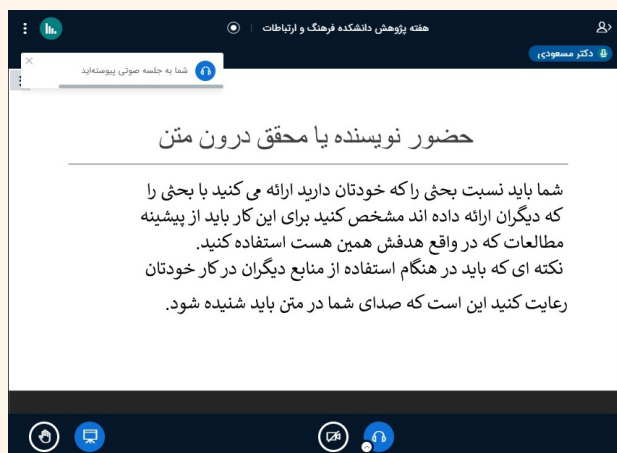 هفته پژوهش دانشکده فرهنگ و ارتباطات
دکتر مسعودی
شما به جلسه صوتی پیوسته‌اید
حضور نویسنده یا محقق درون متن
شما باید نسبت بحثی را که خودتان دارید ارائه می کنید با بحثی را
که دیگران ارائه داده اند مشخص کنید برای این کار باید از پیشینه
مطالعات که در واقع هدفش همین هست استفاده کنید.
نکته ای که باید در هنگام استفاده از منابع دیگران در کار خودتان
رعایت کنید این است که صدای شما در متن باید شنیده شود.